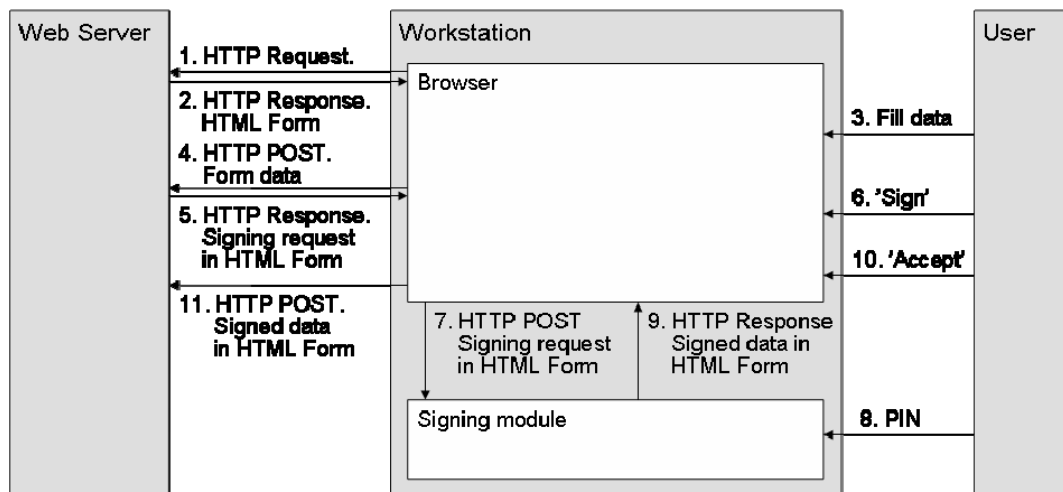 Web Server
Workstation
User
1. HTTP Request.
Browser
2. HTTP Response.
HTML Form
3. Fill data
4. HTTP POST.
Form data
5. HTTP Response.
Signing request
in HTML Form
6. 'Sign'
10. 'Accept'
11. HTTP POST.
Signed data
in HTML Form
7. HTTP POST
Signing request
in HTML Form
9. HTTP Response
Signed data in
HTML Form
Signing module
8. PIN